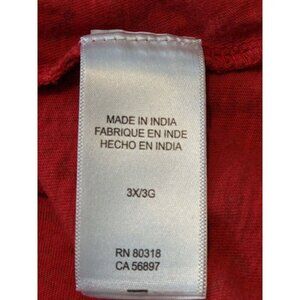 MADE IN INDIA
FABRIQUE EN INDE
HECHO EN INDIA
3X/3G
RN 80318
CA 56897